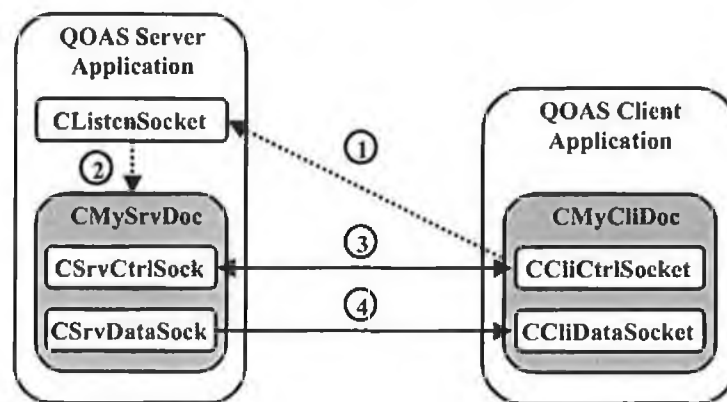 QOAS Server
Application
CListenSocket
QOAS Client
Application
1
2
CMySrvDoc
CMyCliDoc
3
CSrvCtrlSock
CCliCtrlSocket
4
CSrvDataSock
CCliDataSocket